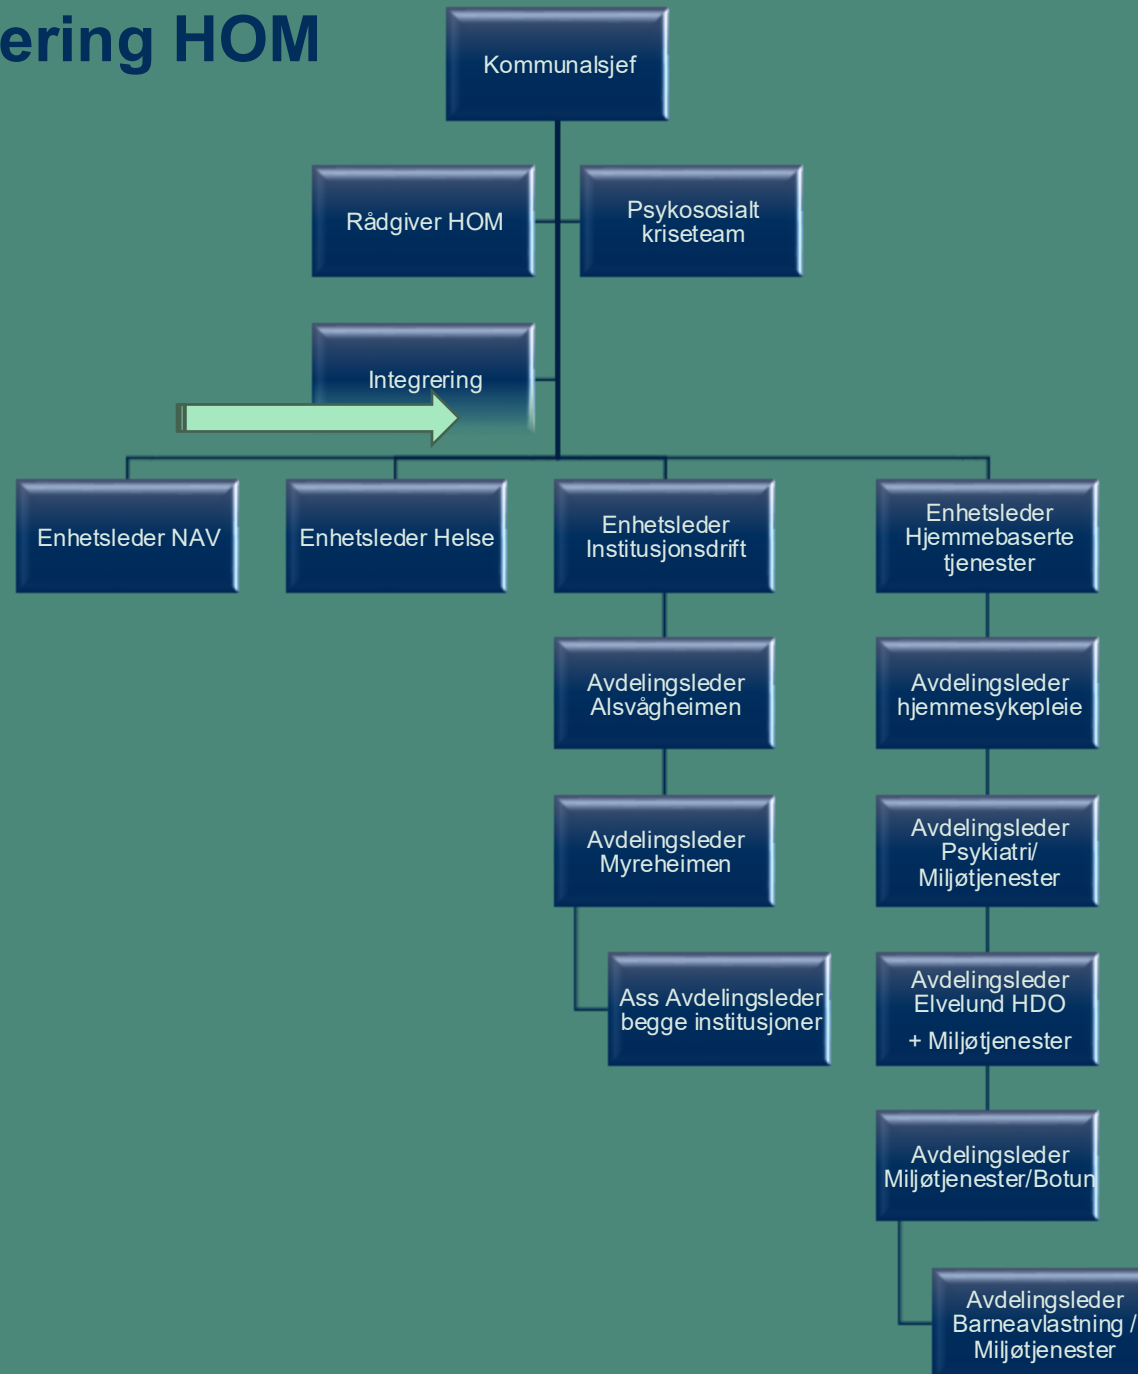 ering HOM
Kommunalsjef
Rådgiver HOM
Psykososialt
kriseteam
Integrering
Enhetsleder NAV
Enhetsleder Helse
Enhetsleder
Institusjonsdrift
Enhetsleder
Hjemmebaserte
tjenester
Avdelingsleder
Alsvågheimen
Avdelingsleder
hjemmesykepleie
Avdelingsleder
Myreheimen
Avdelingsleder
Psykiatri/
Miljøtjenester
Ass Avdelingsleder
begge institusjoner
Avdelingsleder
Elvelund HDO
+ Miljøtjenester
Avdelingsleder
Miljøtjenester/Botun
Avdelingsleder
Barneavlastning /
Miljøtjenester